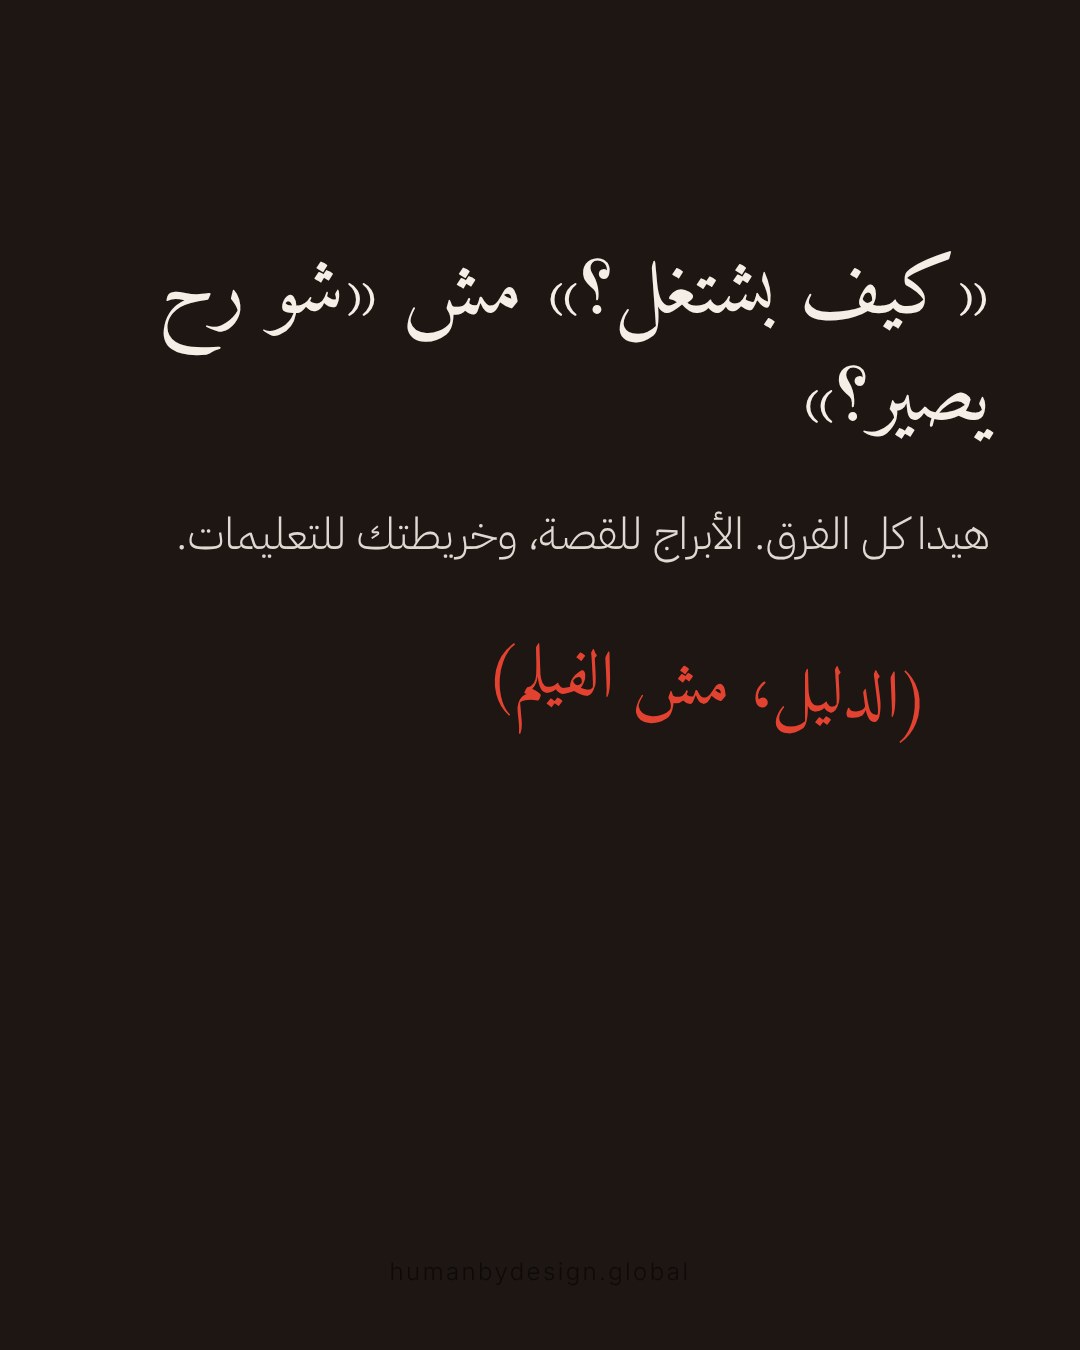 «كيف بشتغل؟» مش «شو رح
يصير؟»
هيدا كل الفرق. الأبراج للقصة، وخريطتك للتعليمات.
(الدليل، مش الفيلم)
humanbydesign.global